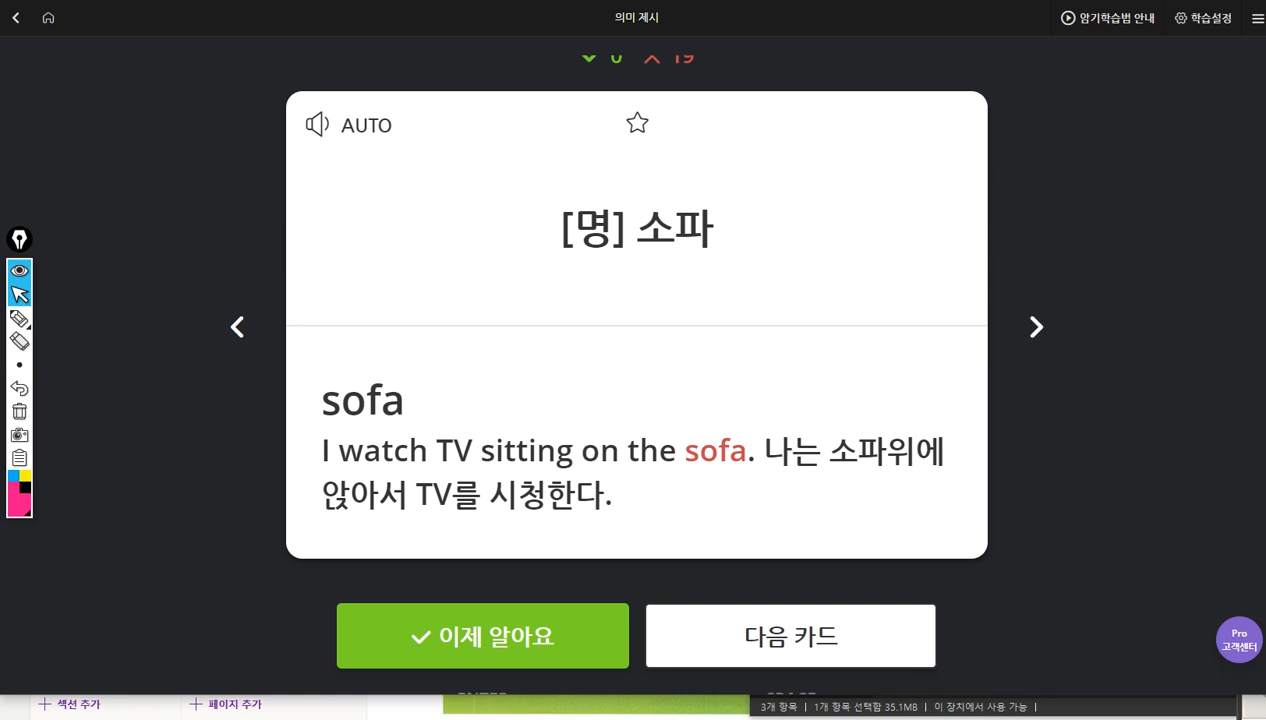 의미 제시
암기학습법 안내
학습설정
0 19
AUTO
[명] 소파
sofa
I watch TV sitting on the sofa. 나는 소파위에
앉아서 TV를 시청한다.
이제 알아요
다음 카드
Pro
고객센터
섹션 추가
페이지 추가
3개 항목 | 1개 항목 선택함 35.1MB | 이 장치에서 사용 가능 |